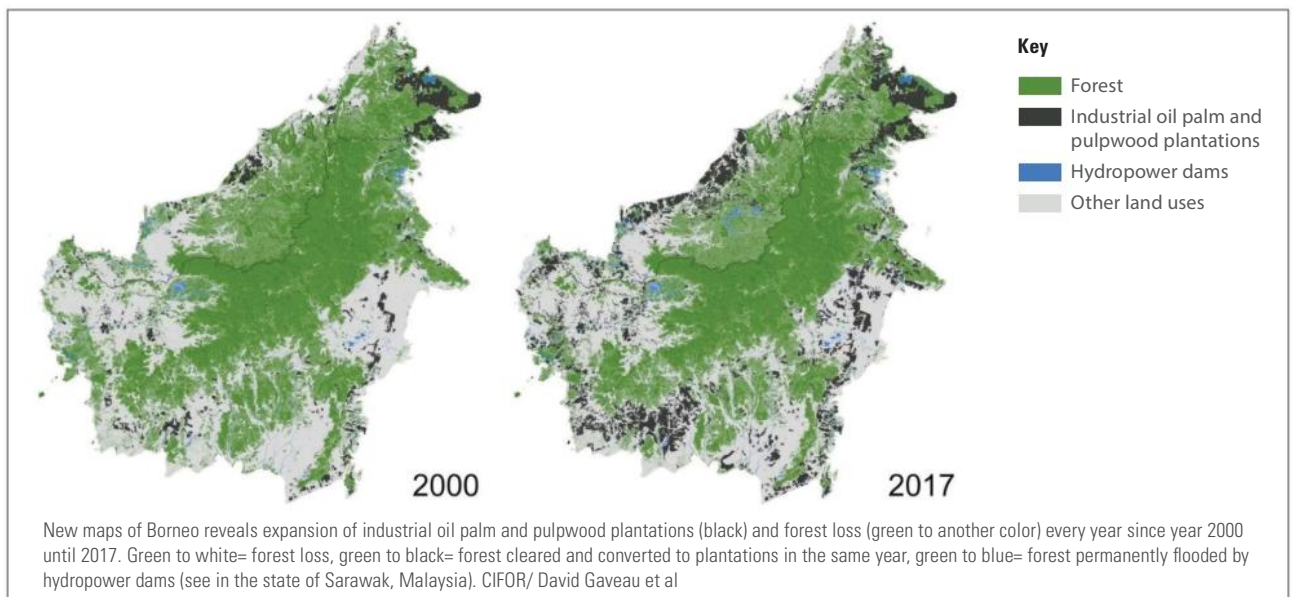 Key
Forest
Industrial oil palm and
pulpwood plantations
Hydropower dams
Other land uses
2000
2017
New maps of Borneo reveals expansion of industrial oil palm and pulpwood plantations (black) and forest loss (green to another color) every year since year 2000
until 2017. Green to white= forest loss, green to black= forest cleared and converted to plantations in the same year, green to blue= forest permanently flooded by
hydropower dams (see in the state of Sarawak, Malaysia). CIFOR/ David Gaveau et al